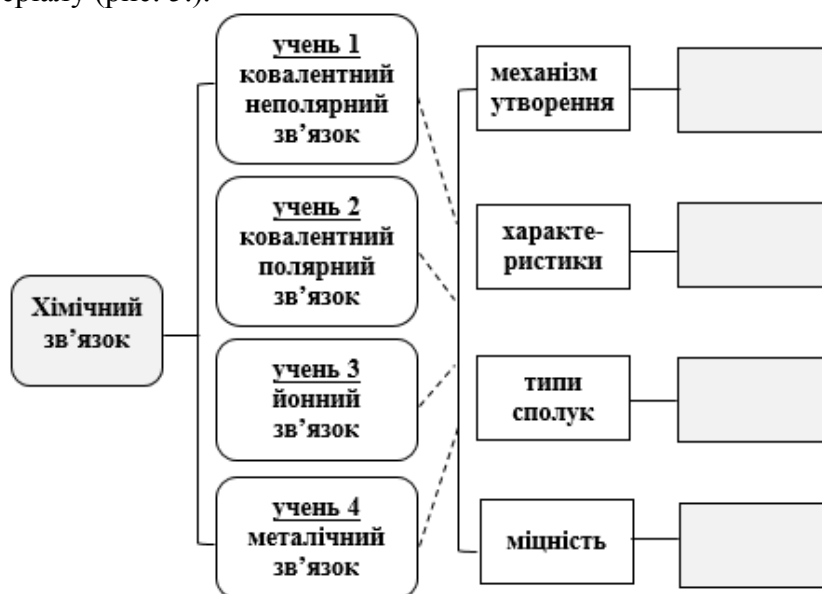 (рис. 3.).
Хімічний
зв’язок
учень 1
ковалентний
неполярний
зв’язок
учень 2
ковалентний
полярний
зв’язок
учень 3
йонний
зв’язок
учень 4
металічний
зв’язок
механізм
утворення
характе-
ристики
типи
сполук
міцність